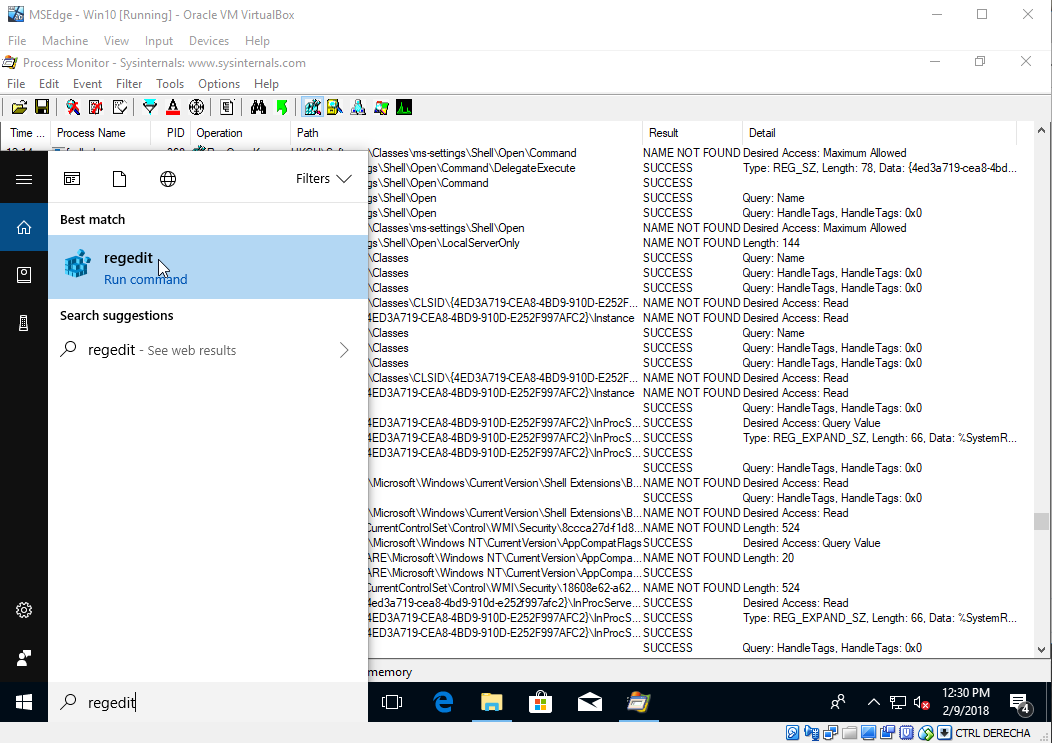 MSEdge - Win10 [Running] - Oracle VM VirtualBox
File Machine View Input Devices Help
Process Monitor - Sysinternals: www.sysinternals.com
File Edit Event Filter Tools Options Help
Time ... Process Name PID Operation Path Result Detail
\Classes\ms-settings\Shell\Open\Command NAME NOT FOUND Desired Access: Maximum Allowed
gs\Shell\Open\Command\DelegateExecute SUCCESS Type: REG_SZ, Length: 78, Data: {4ed3a719-cea8-4bd...
gs\Shell\Open\Command SUCCESS
gs\Shell\Open SUCCESS Query: Name
gs\Shell\Open SUCCESS Query: HandleTags, HandleTags: 0x0
\Classes\ms-settings\Shell\Open NAME NOT FOUND Desired Access: Maximum Allowed
gs\Shell\Open\LocalServerOnly NAME NOT FOUND Length: 144
\Classes SUCCESS Query: Name
\Classes SUCCESS Query: HandleTags, HandleTags: 0x0
\Classes SUCCESS Query: HandleTags, HandleTags: 0x0
\Classes\CLSID\{4ED3A719-CEA8-4BD9-910D-E252F... NAME NOT FOUND Desired Access: Read
4ED3A719-CEA8-4BD9-910D-E252F997AFC2}\Instance NAME NOT FOUND Desired Access: Read
\Classes SUCCESS Query: Name
\Classes SUCCESS Query: HandleTags, HandleTags: 0x0
\Classes SUCCESS Query: HandleTags, HandleTags: 0x0
\Classes\CLSID\{4ED3A719-CEA8-4BD9-910D-E252F... NAME NOT FOUND Desired Access: Read
4ED3A719-CEA8-4BD9-910D-E252F997AFC2}\Instance NAME NOT FOUND Desired Access: Read
SUCCESS Query: HandleTags, HandleTags: 0x0
4ED3A719-CEA8-4BD9-910D-E252F997AFC2}\InProcS... SUCCESS Desired Access: Query Value
4ED3A719-CEA8-4BD9-910D-E252F997AFC2}\InProcS... SUCCESS Type: REG_EXPAND_SZ, Length: 66, Data: %SystemR...
4ED3A719-CEA8-4BD9-910D-E252F997AFC2}\InProcS... SUCCESS
SUCCESS Query: HandleTags, HandleTags: 0x0
\Microsoft\Windows\CurrentVersion\Shell Extensions\B... NAME NOT FOUND Desired Access: Read
SUCCESS Query: HandleTags, HandleTags: 0x0
\Microsoft\Windows\CurrentVersion\Shell Extensions\B... NAME NOT FOUND Desired Access: Read
CurrentControlSet\Control\WMI\Security\8ccca27d-f1d8... NAME NOT FOUND Length: 524
\Microsoft\Windows NT\CurrentVersion\AppCompatFlags SUCCESS Desired Access: Query Value
ARE\Microsoft\Windows NT\CurrentVersion\AppCompa... NAME NOT FOUND Length: 20
ARE\Microsoft\Windows NT\CurrentVersion\AppCompa... SUCCESS
CurrentControlSet\Control\WMI\Security\18608e62-a62... NAME NOT FOUND Length: 524
4ed3a719-cea8-4bd9-910d-e252f997afc2}\InProcServe... SUCCESS Desired Access: Read
4ED3A719-CEA8-4BD9-910D-E252F997AFC2}\InProcS... SUCCESS Type: REG_EXPAND_SZ, Length: 66, Data: %SystemR...
4ED3A719-CEA8-4BD9-910D-E252F997AFC2}\InProcS... SUCCESS
SUCCESS Query: HandleTags, HandleTags: 0x0
memory
Filters
Best match
regedit
Run command
Search suggestions
regedit - See web results
regedit
12:30 PM
2/9/2018
4
CTRL DERECHA